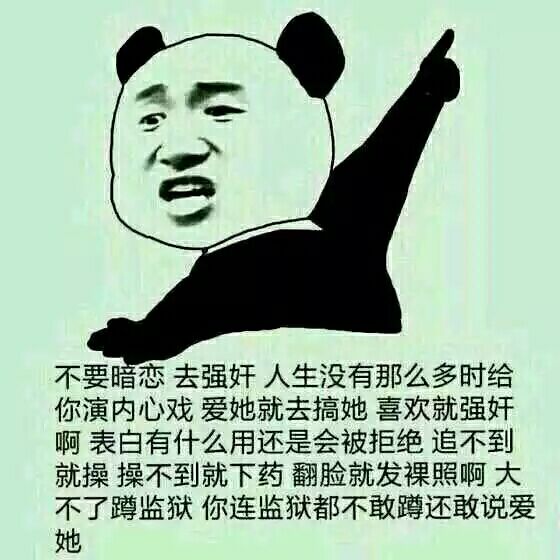 不要暗恋 去强奸 人生没有那么多时给
你演内心戏 爱她就去搞她 喜欢就强奸
啊 表白有什么用还是会被拒绝 追不到
就操 操不到就下药 翻脸就发裸照啊 大
不了蹲监狱 你连监狱都不敢蹲还敢说爱
她